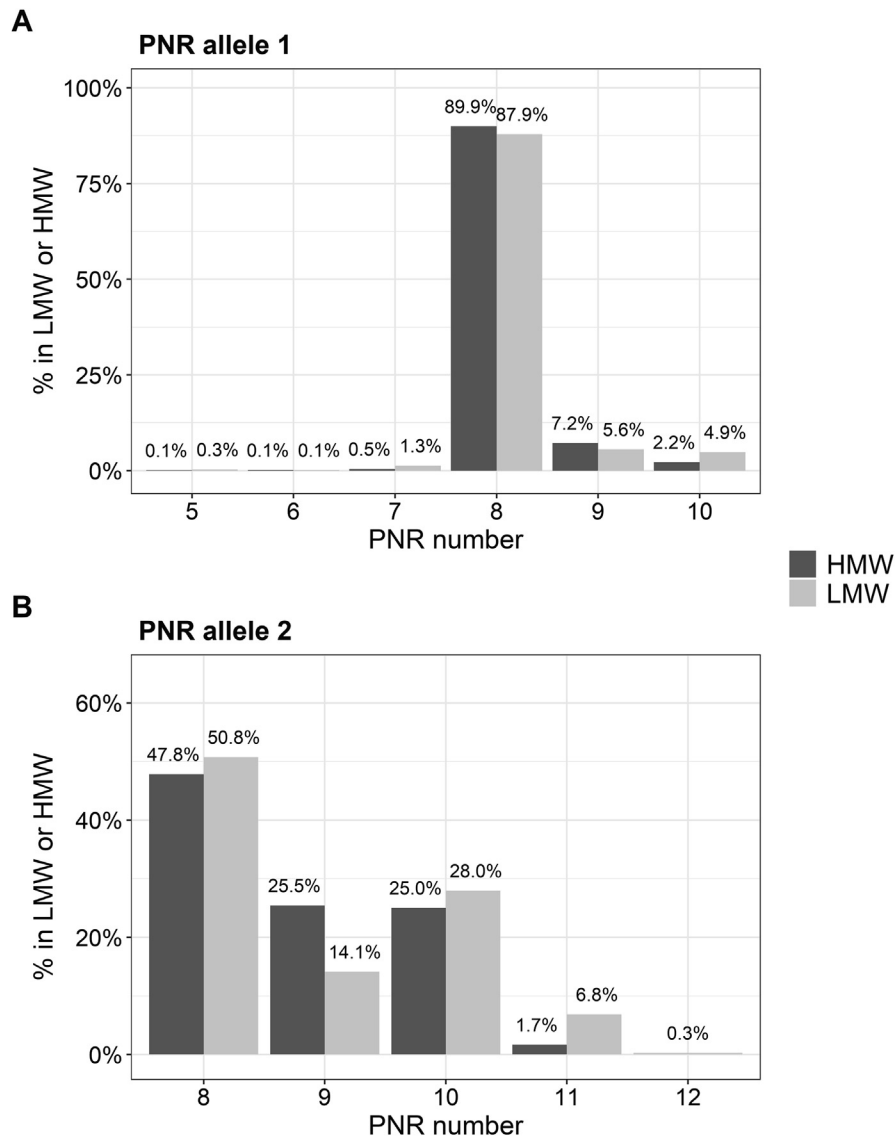 A
PNR allele 1
% in LMW or HMW
100%
75%
50%
25%
0%
0.1% 0.3% 0.1% 0.1% 0.5% 1.3% 89.9% 87.9% 7.2% 5.6% 2.2% 4.9%
5 6 7 8 9 10
PNR number
HMW
LMW
B
PNR allele 2
% in LMW or HMW
60%
40%
20%
0%
47.8% 50.8% 25.5% 14.1% 25.0% 28.0% 1.7% 6.8% 0.3%
8 9 10 11 12
PNR number